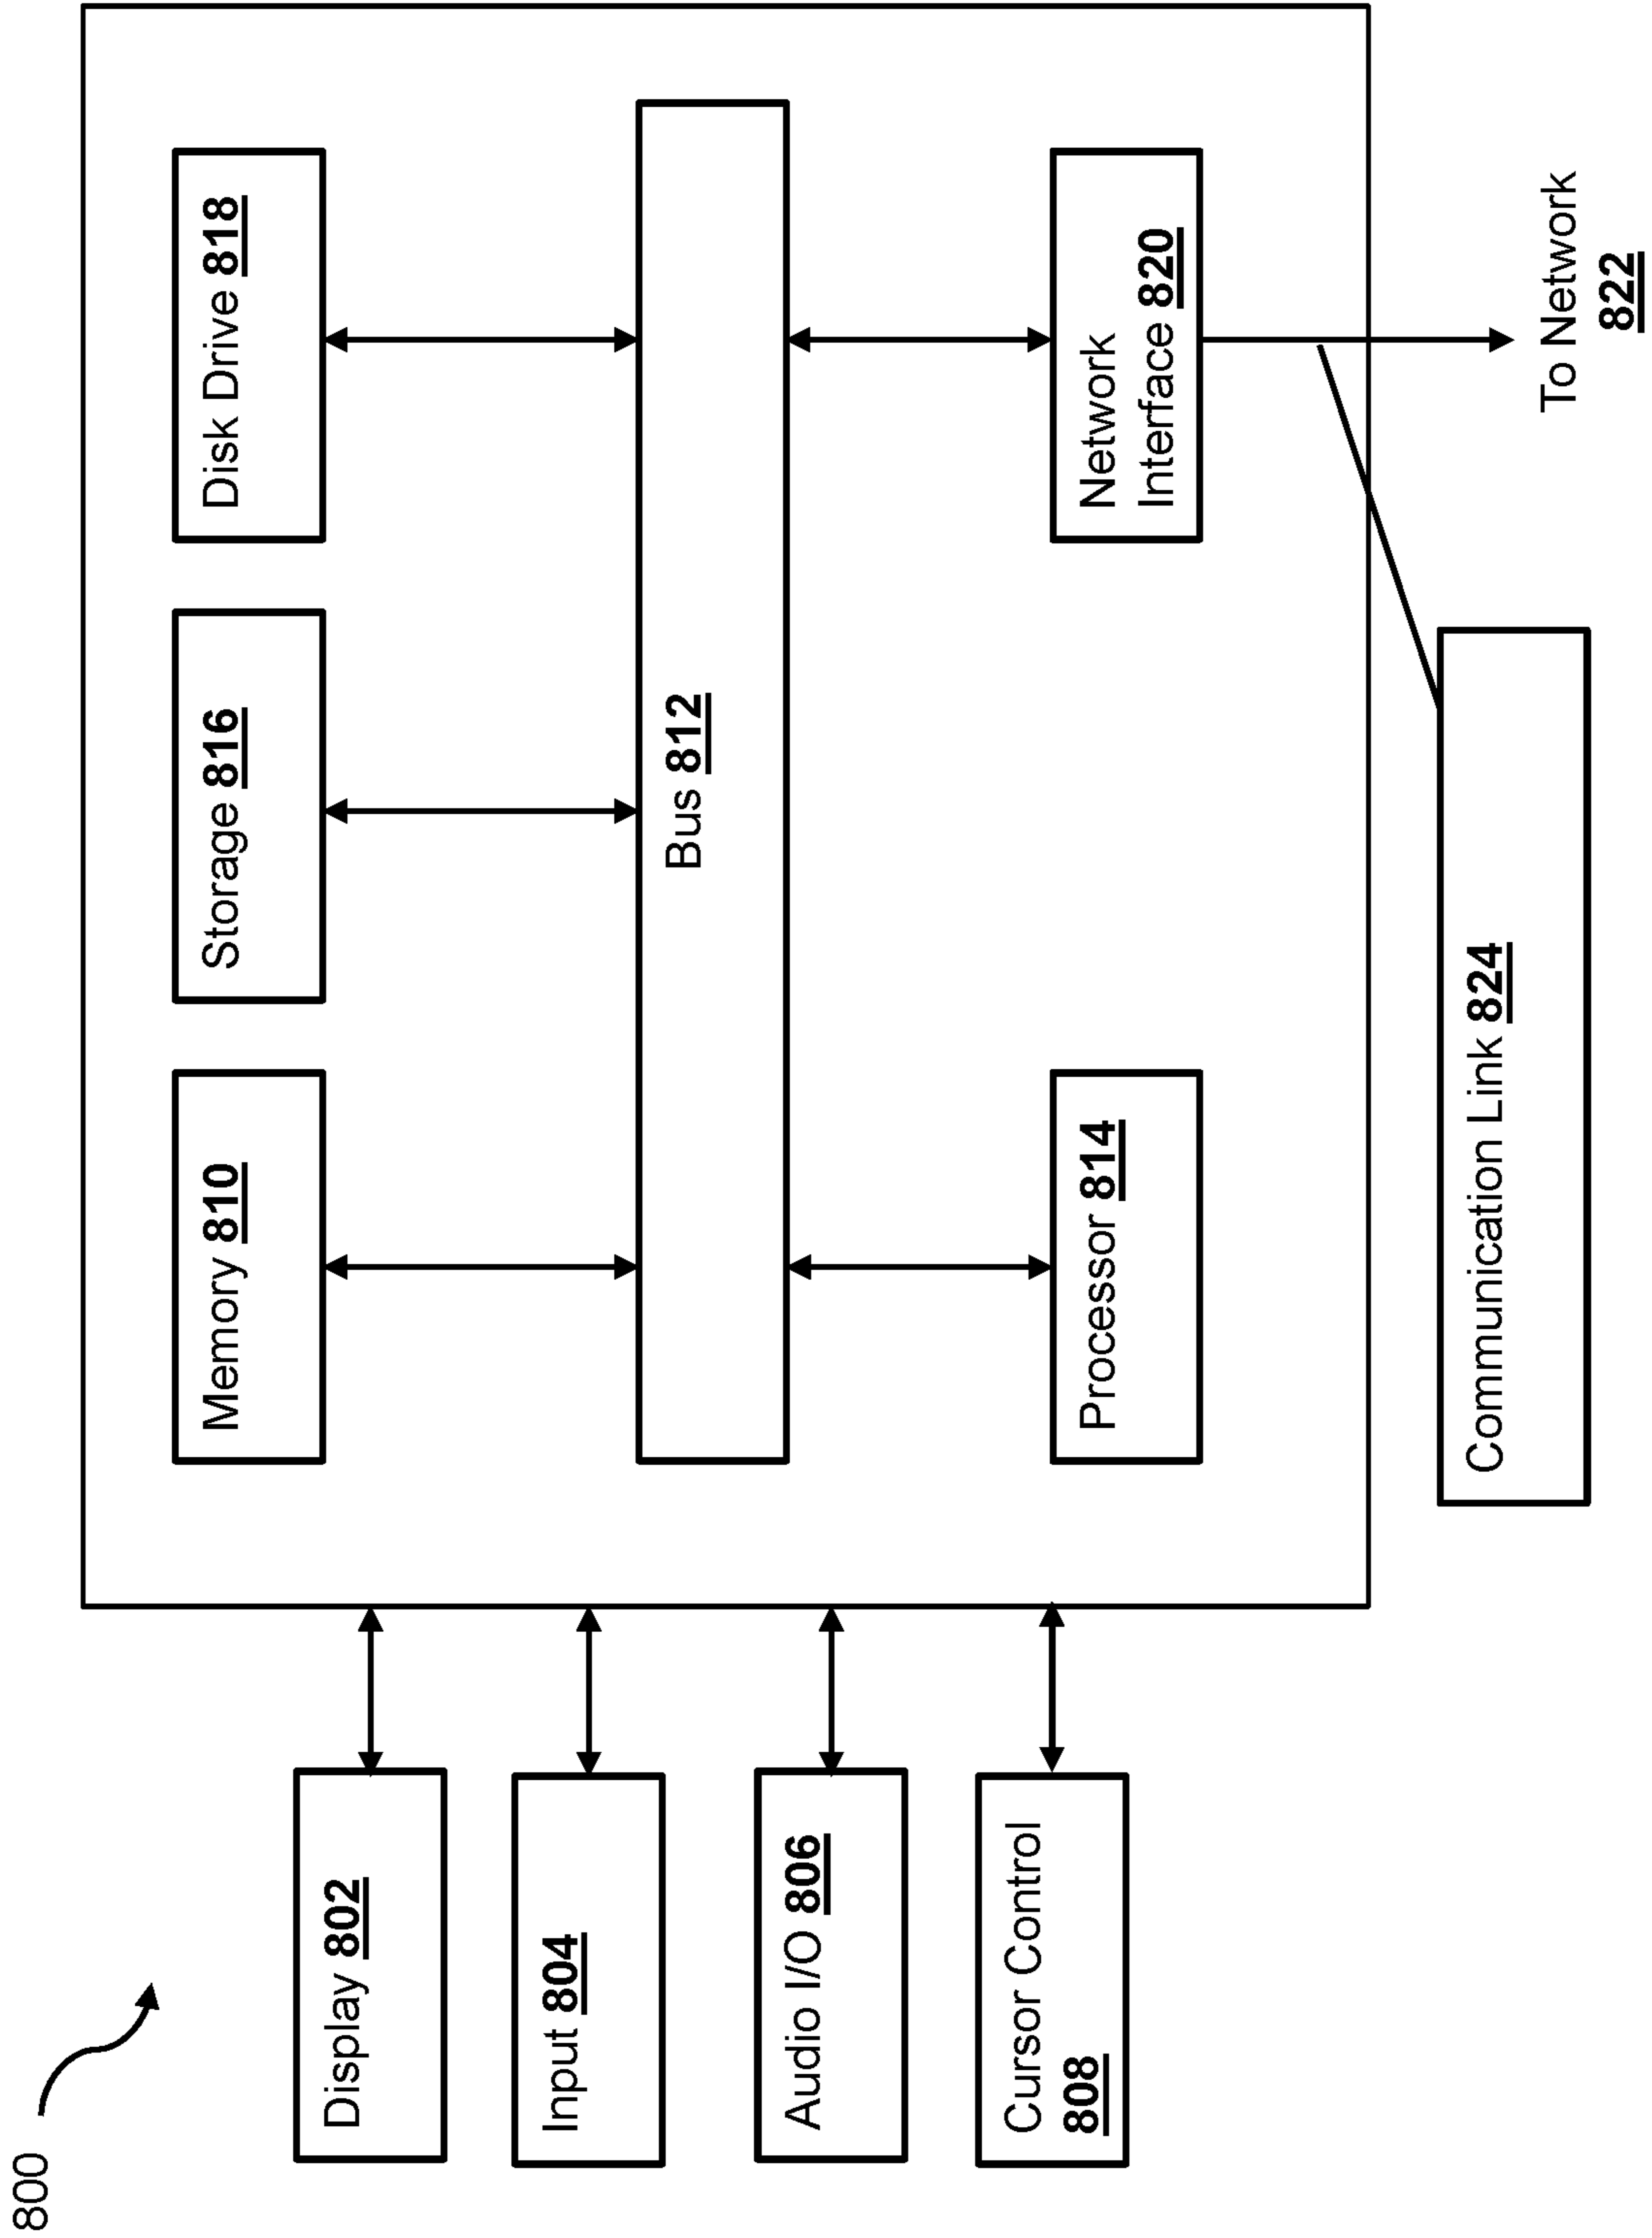 800
Display 802
Input 804
Audio I/O 806
Cursor Control
808
Memory 810
Storage 816
Disk Drive 818
Bus 812
Processor 814
Network
Interface 820
Communication Link 824
To Network
822